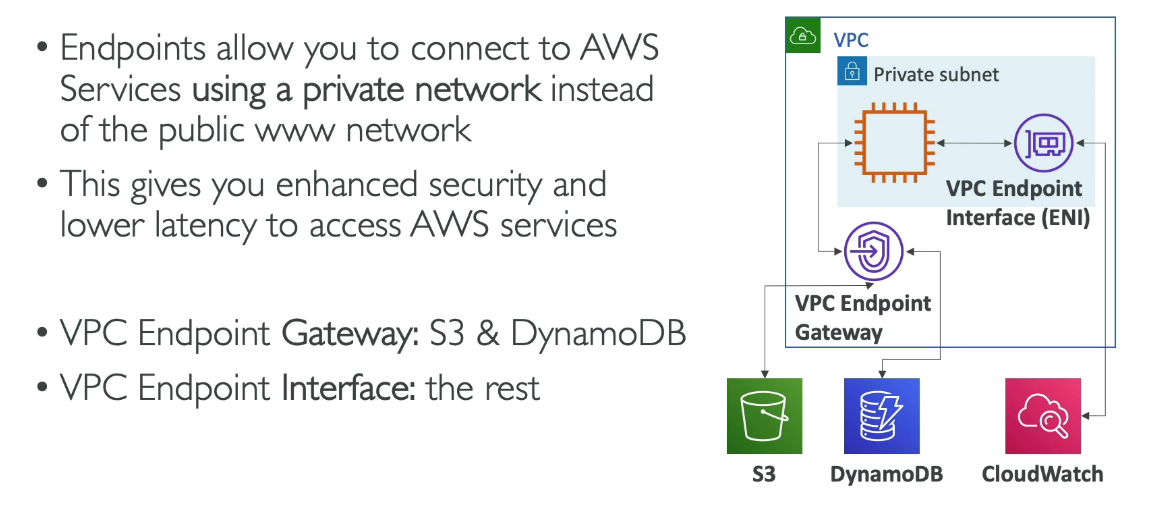 • Endpoints allow you to connect to AWS
Services using a private network instead
of the public www network
• This gives you enhanced security and
lower latency to access AWS services
• VPC Endpoint Gateway: S3 & DynamoDB
• VPC Endpoint Interface: the rest
VPC
Private subnet
VPC Endpoint
Interface (ENI)
VPC Endpoint
Gateway
S3
DynamoDB
CloudWatch